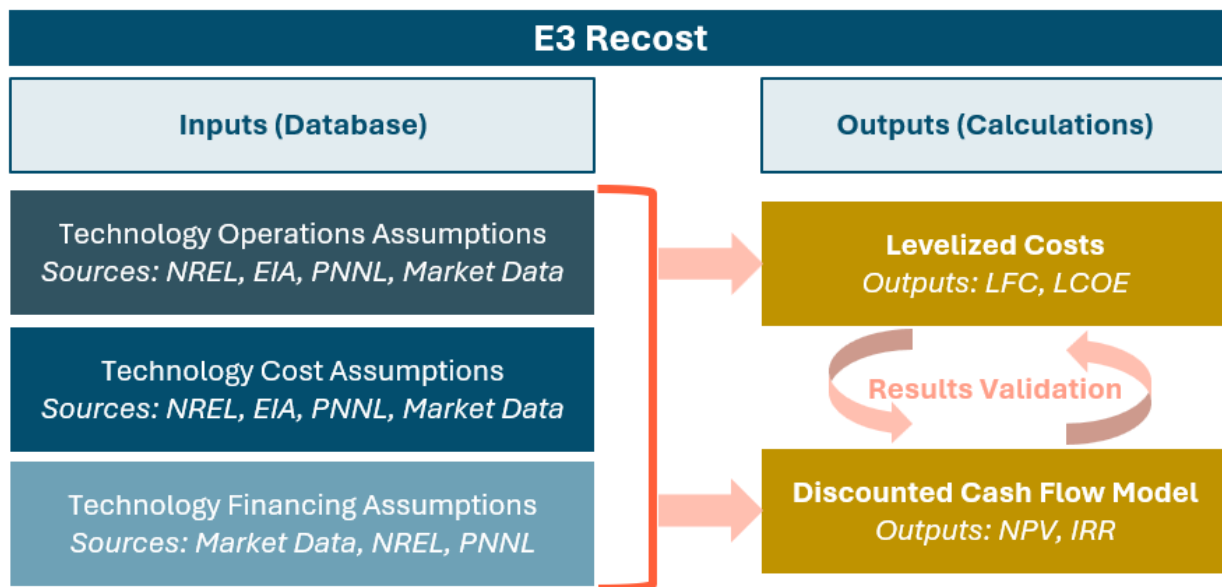 E3 Recost
Inputs (Database)
Outputs (Calculations)
Technology Operations Assumptions
Sources: NREL, EIA, PNNL, Market Data
Technology Cost Assumptions
Sources: NREL, EIA, PNNL, Market Data
Technology Financing Assumptions
Sources: Market Data, NREL, PNNL
Levelized Costs
Outputs: LFC, LCOE
Results Validation
Discounted Cash Flow Model
Outputs: NPV, IRR